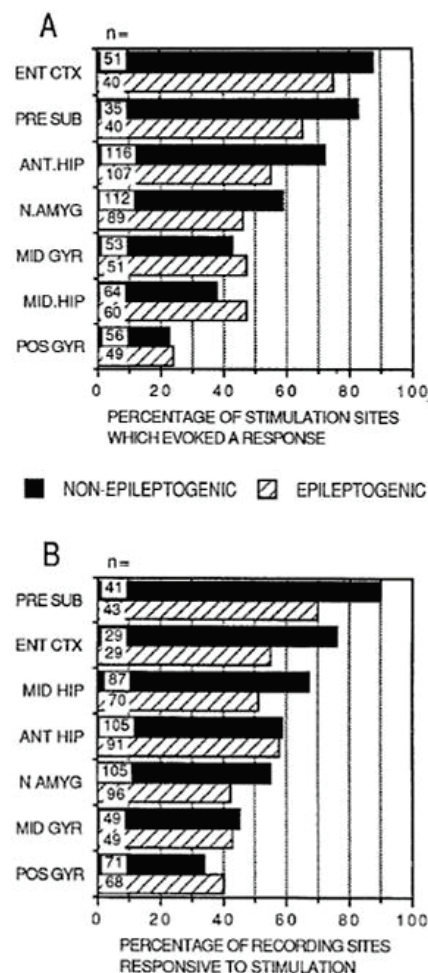 A
n=
ENT CTX
51
40
PRE SUB
35
40
ANT.HIP
116
107
N.AMYG
112
89
MID GYR
53
51
MID.HIP
64
60
POS GYR
56
49
0 20 40 60 80 100
PERCENTAGE OF STIMULATION SITES
WHICH EVOKED A RESPONSE
NON-EPILEPTOGENIC EPILEPTOGENIC
B
n=
PRE SUB
41
43
ENT CTX
29
29
MID HIP
87
70
ANT HIP
105
91
N AMYG
105
96
MID GYR
49
49
POS GYR
71
68
0 20 40 60 80 100
PERCENTAGE OF RECORDING SITES
RESPONSIVE TO STIMULATION